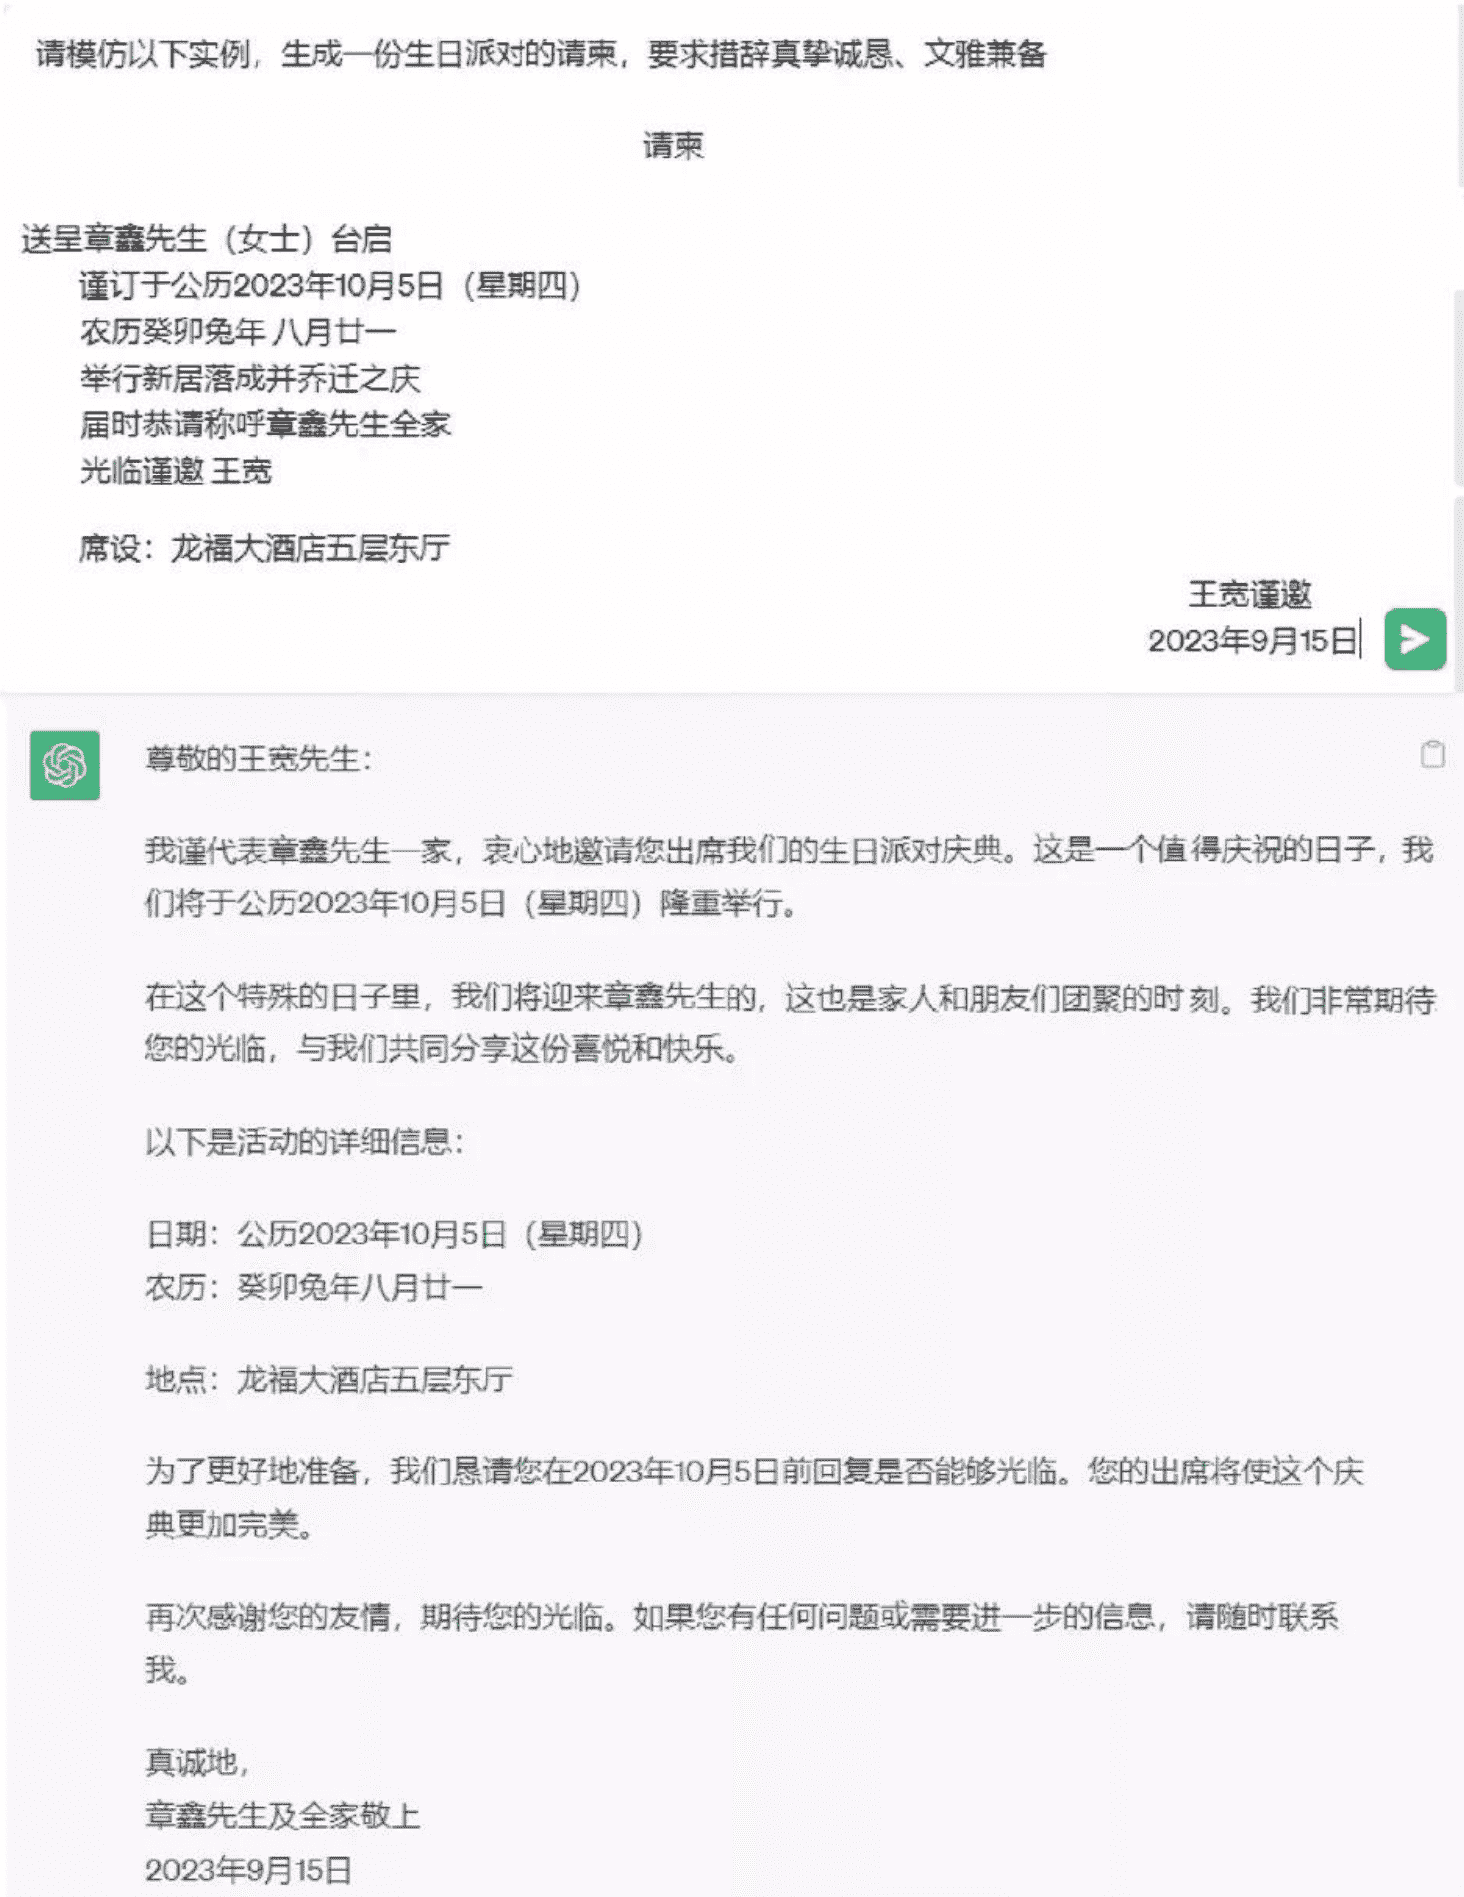 请模仿以下实例，生成一份生日派对的请柬，要求措辞真挚诚恳、文雅兼备
请柬
送呈章鑫先生（女士）台启
谨订于公历2023年10月5日（星期四）
农历癸卯兔年 八月廿一
举行新居落成并乔迁之庆
届时恭请称呼章鑫先生全家
光临谨邀 王宽
席设：龙福大酒店五层东厅
王宽谨邀
2023年9月15日
尊敬的王宽先生：
我谨代表章鑫先生一家，衷心地邀请您出席我们的生日派对庆典。这是一个值得庆祝的日子，我
们将于公历2023年10月5日（星期四）隆重举行。
在这个特殊的日子里，我们将迎来章鑫先生的，这也是家人和朋友们团聚的时刻。我们非常期待
您的光临，与我们共同分享这份喜悦和快乐。
以下是活动的详细信息：
日期：公历2023年10月5日（星期四）
农历：癸卯兔年八月廿一
地点：龙福大酒店五层东厅
为了更好地准备，我们恳请您在2023年10月5日前回复是否能够光临。您的出席将使这个庆
典更加完美。
再次感谢您的友情，期待您的光临。如果您有任何问题或需要进一步的信息，请随时联系
我。
真诚地，
章鑫先生及全家敬上
2023年9月15日